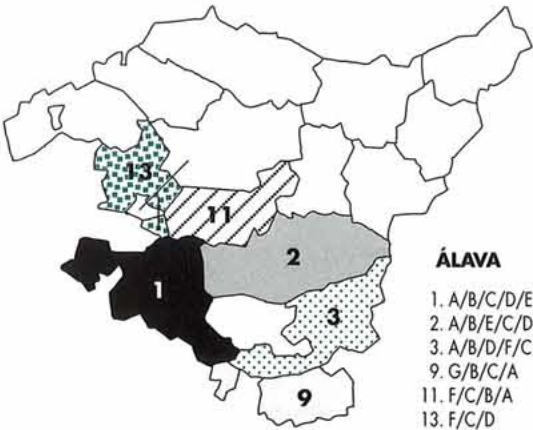 13
11
2
1
3
9
ÁLAVA
1. A/B/C/D/E
2. A/B/E/C/D
3. A/B/D/F/C
9. G/B/C/A
11. F/C/B/A
13. F/C/D